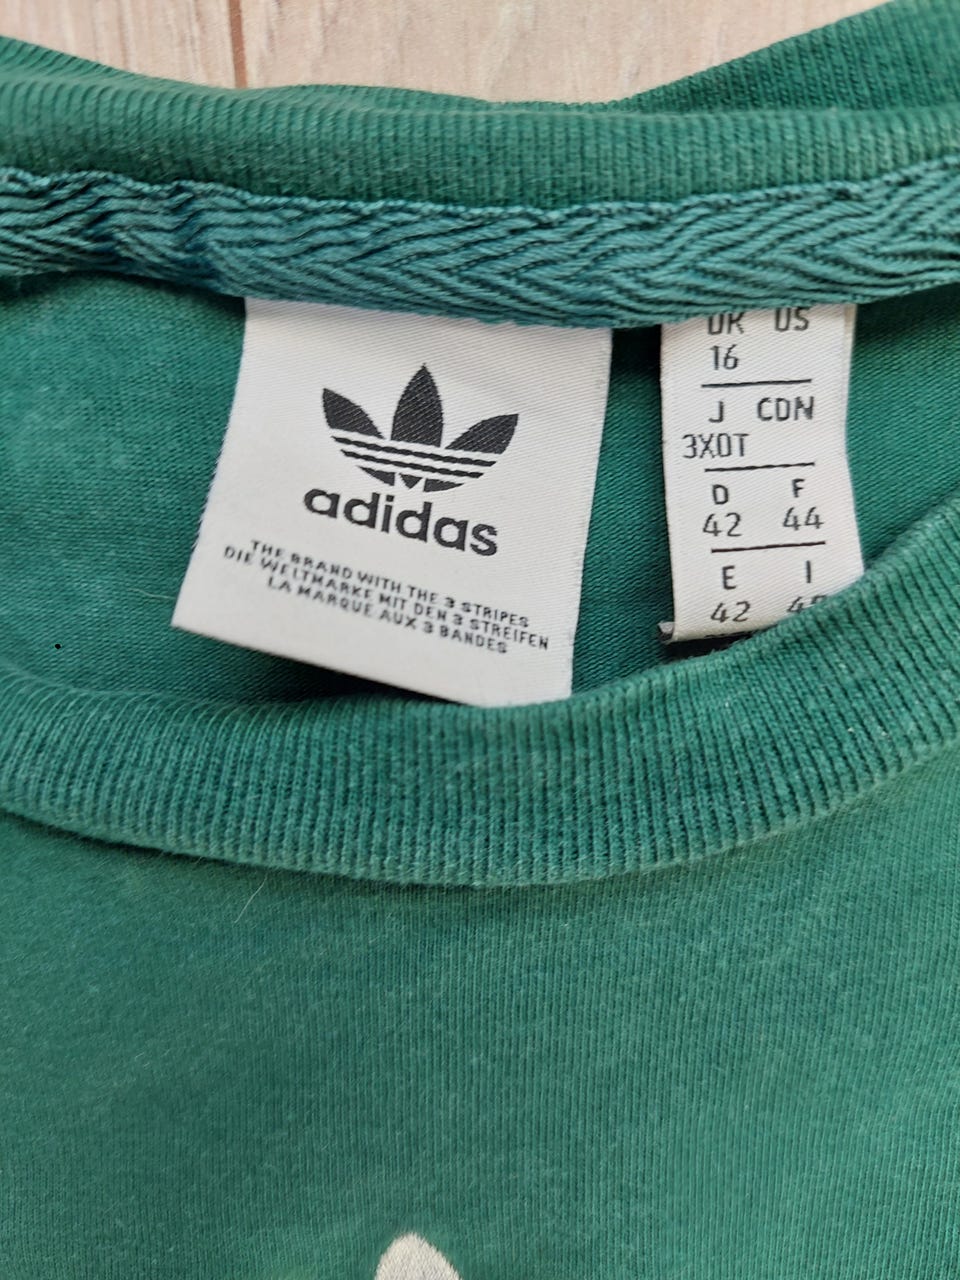 adidas
THE BRAND WITH THE 3 STRIPES
DIE WELTMARKE MIT DEN 3 STREIFEN
LA MARQUE AUX 3 BANDES
UK US
16
J CDN
3XOT
D F
42 44
E I
42